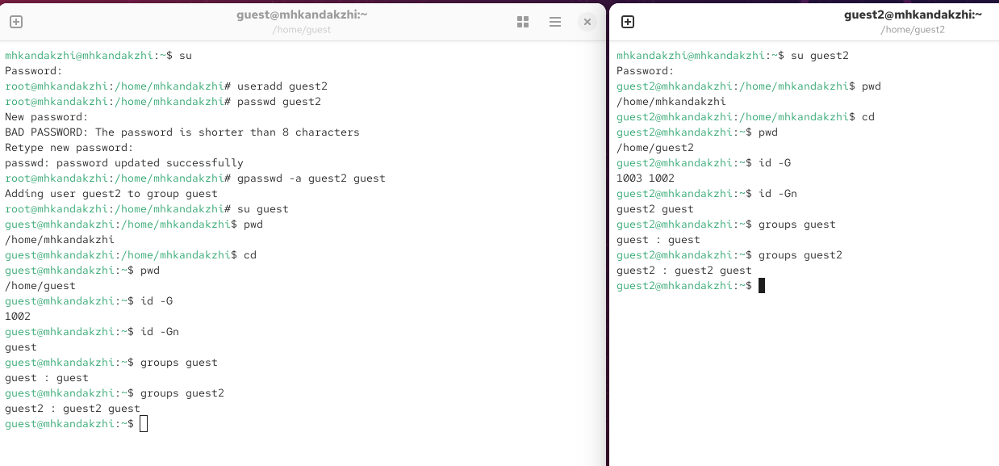 guest@mhkandakzhi:~
/home/guest
mhkandakzhi@mhkandakzhi:~$ su
Password:
root@mhkandakzhi:/home/mhkandakzhi# useradd guest2
root@mhkandakzhi:/home/mhkandakzhi# passwd guest2
New password:
BAD PASSWORD: The password is shorter than 8 characters
Retype new password:
passwd: password updated successfully
root@mhkandakzhi:/home/mhkandakzhi# gpasswd -a guest2 guest
Adding user guest2 to group guest
root@mhkandakzhi:/home/mhkandakzhi# su guest
guest@mhkandakzhi:/home/mhkandakzhi$ pwd
/home/mhkandakzhi
guest@mhkandakzhi:/home/mhkandakzhi$ cd
guest@mhkandakzhi:~$ pwd
/home/guest
guest@mhkandakzhi:~$ id -G
1002
guest@mhkandakzhi:~$ id -Gn
guest
guest@mhkandakzhi:~$ groups guest
guest : guest
guest@mhkandakzhi:~$ groups guest2
guest2 : guest2 guest
guest@mhkandakzhi:~$
guest2@mhkandakzhi:~
/home/guest2
mhkandakzhi@mhkandakzhi:~$ su guest2
Password:
guest2@mhkandakzhi:/home/mhkandakzhi$ pwd
/home/mhkandakzhi
guest2@mhkandakzhi:/home/mhkandakzhi$ cd
guest2@mhkandakzhi:~$ pwd
/home/guest2
guest2@mhkandakzhi:~$ id -G
1003 1002
guest2@mhkandakzhi:~$ id -Gn
guest2 guest
guest2@mhkandakzhi:~$ groups guest
guest : guest
guest2@mhkandakzhi:~$ groups guest2
guest2 : guest2 guest
guest2@mhkandakzhi:~$